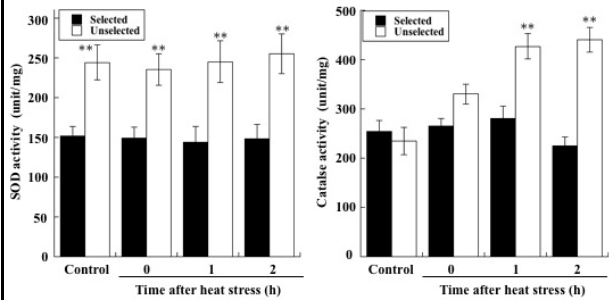 Selected
Unselected
SOD activity (unit/mg)
300
250
200
150
100
50
0
**
**
**
**
Control
0
1
2
Time after heat stress (h)
Selected
Unselected
Catalse activity (unit/mg)
500
400
300
200
100
0
**
**
Control
0
1
2
Time after heat stress (h)